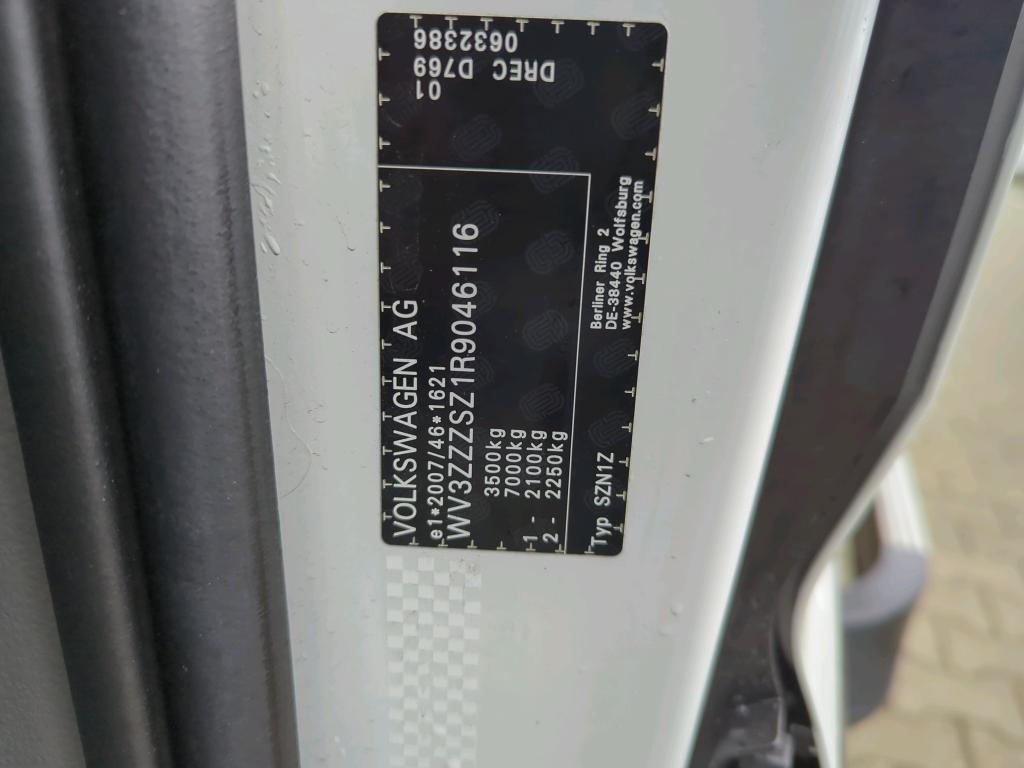 VOLKSWAGEN AG
e1*2007/46*1621
WV3ZZZSZ1R9046116
3500kg
7000kg
1 - 2100kg
2 - 2250kg
Typ SZN1Z
Berliner Ring 2
DE-38440 Wolfsburg
www.volkswagen.com
01
DREC D769
0632386